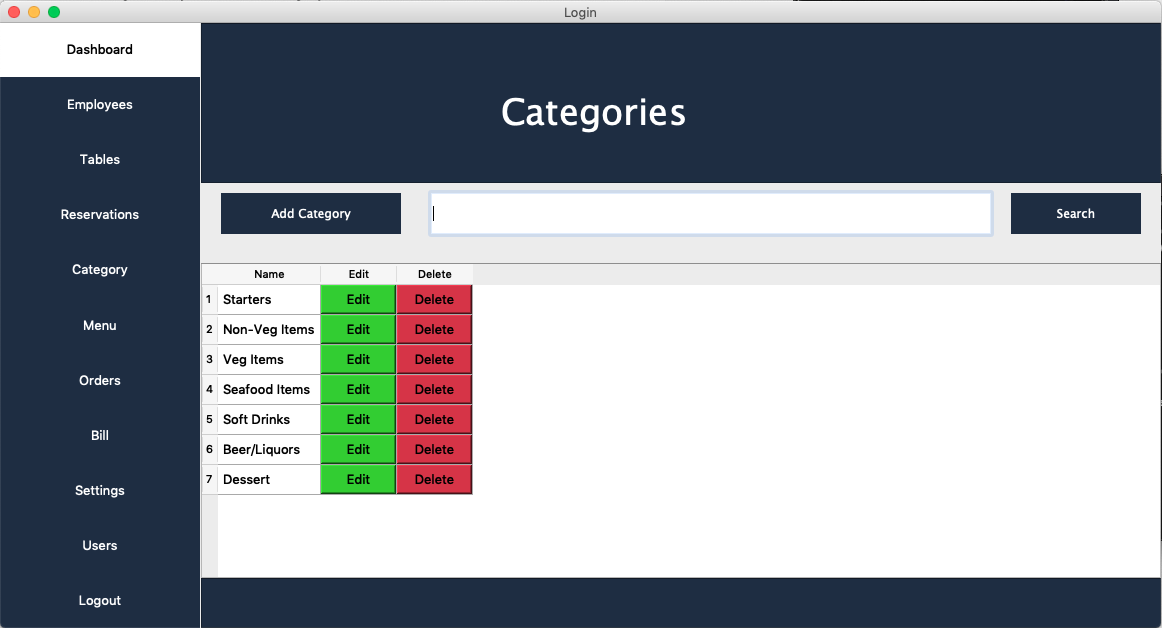 Login
Dashboard
Employees
Tables
Reservations
Category
Menu
Orders
Bill
Settings
Users
Logout
Categories
Add Category
Search
Name Edit Delete
1 Starters Edit Delete
2 Non-Veg Items Edit Delete
3 Veg Items Edit Delete
4 Seafood Items Edit Delete
5 Soft Drinks Edit Delete
6 Beer/Liquors Edit Delete
7 Dessert Edit Delete